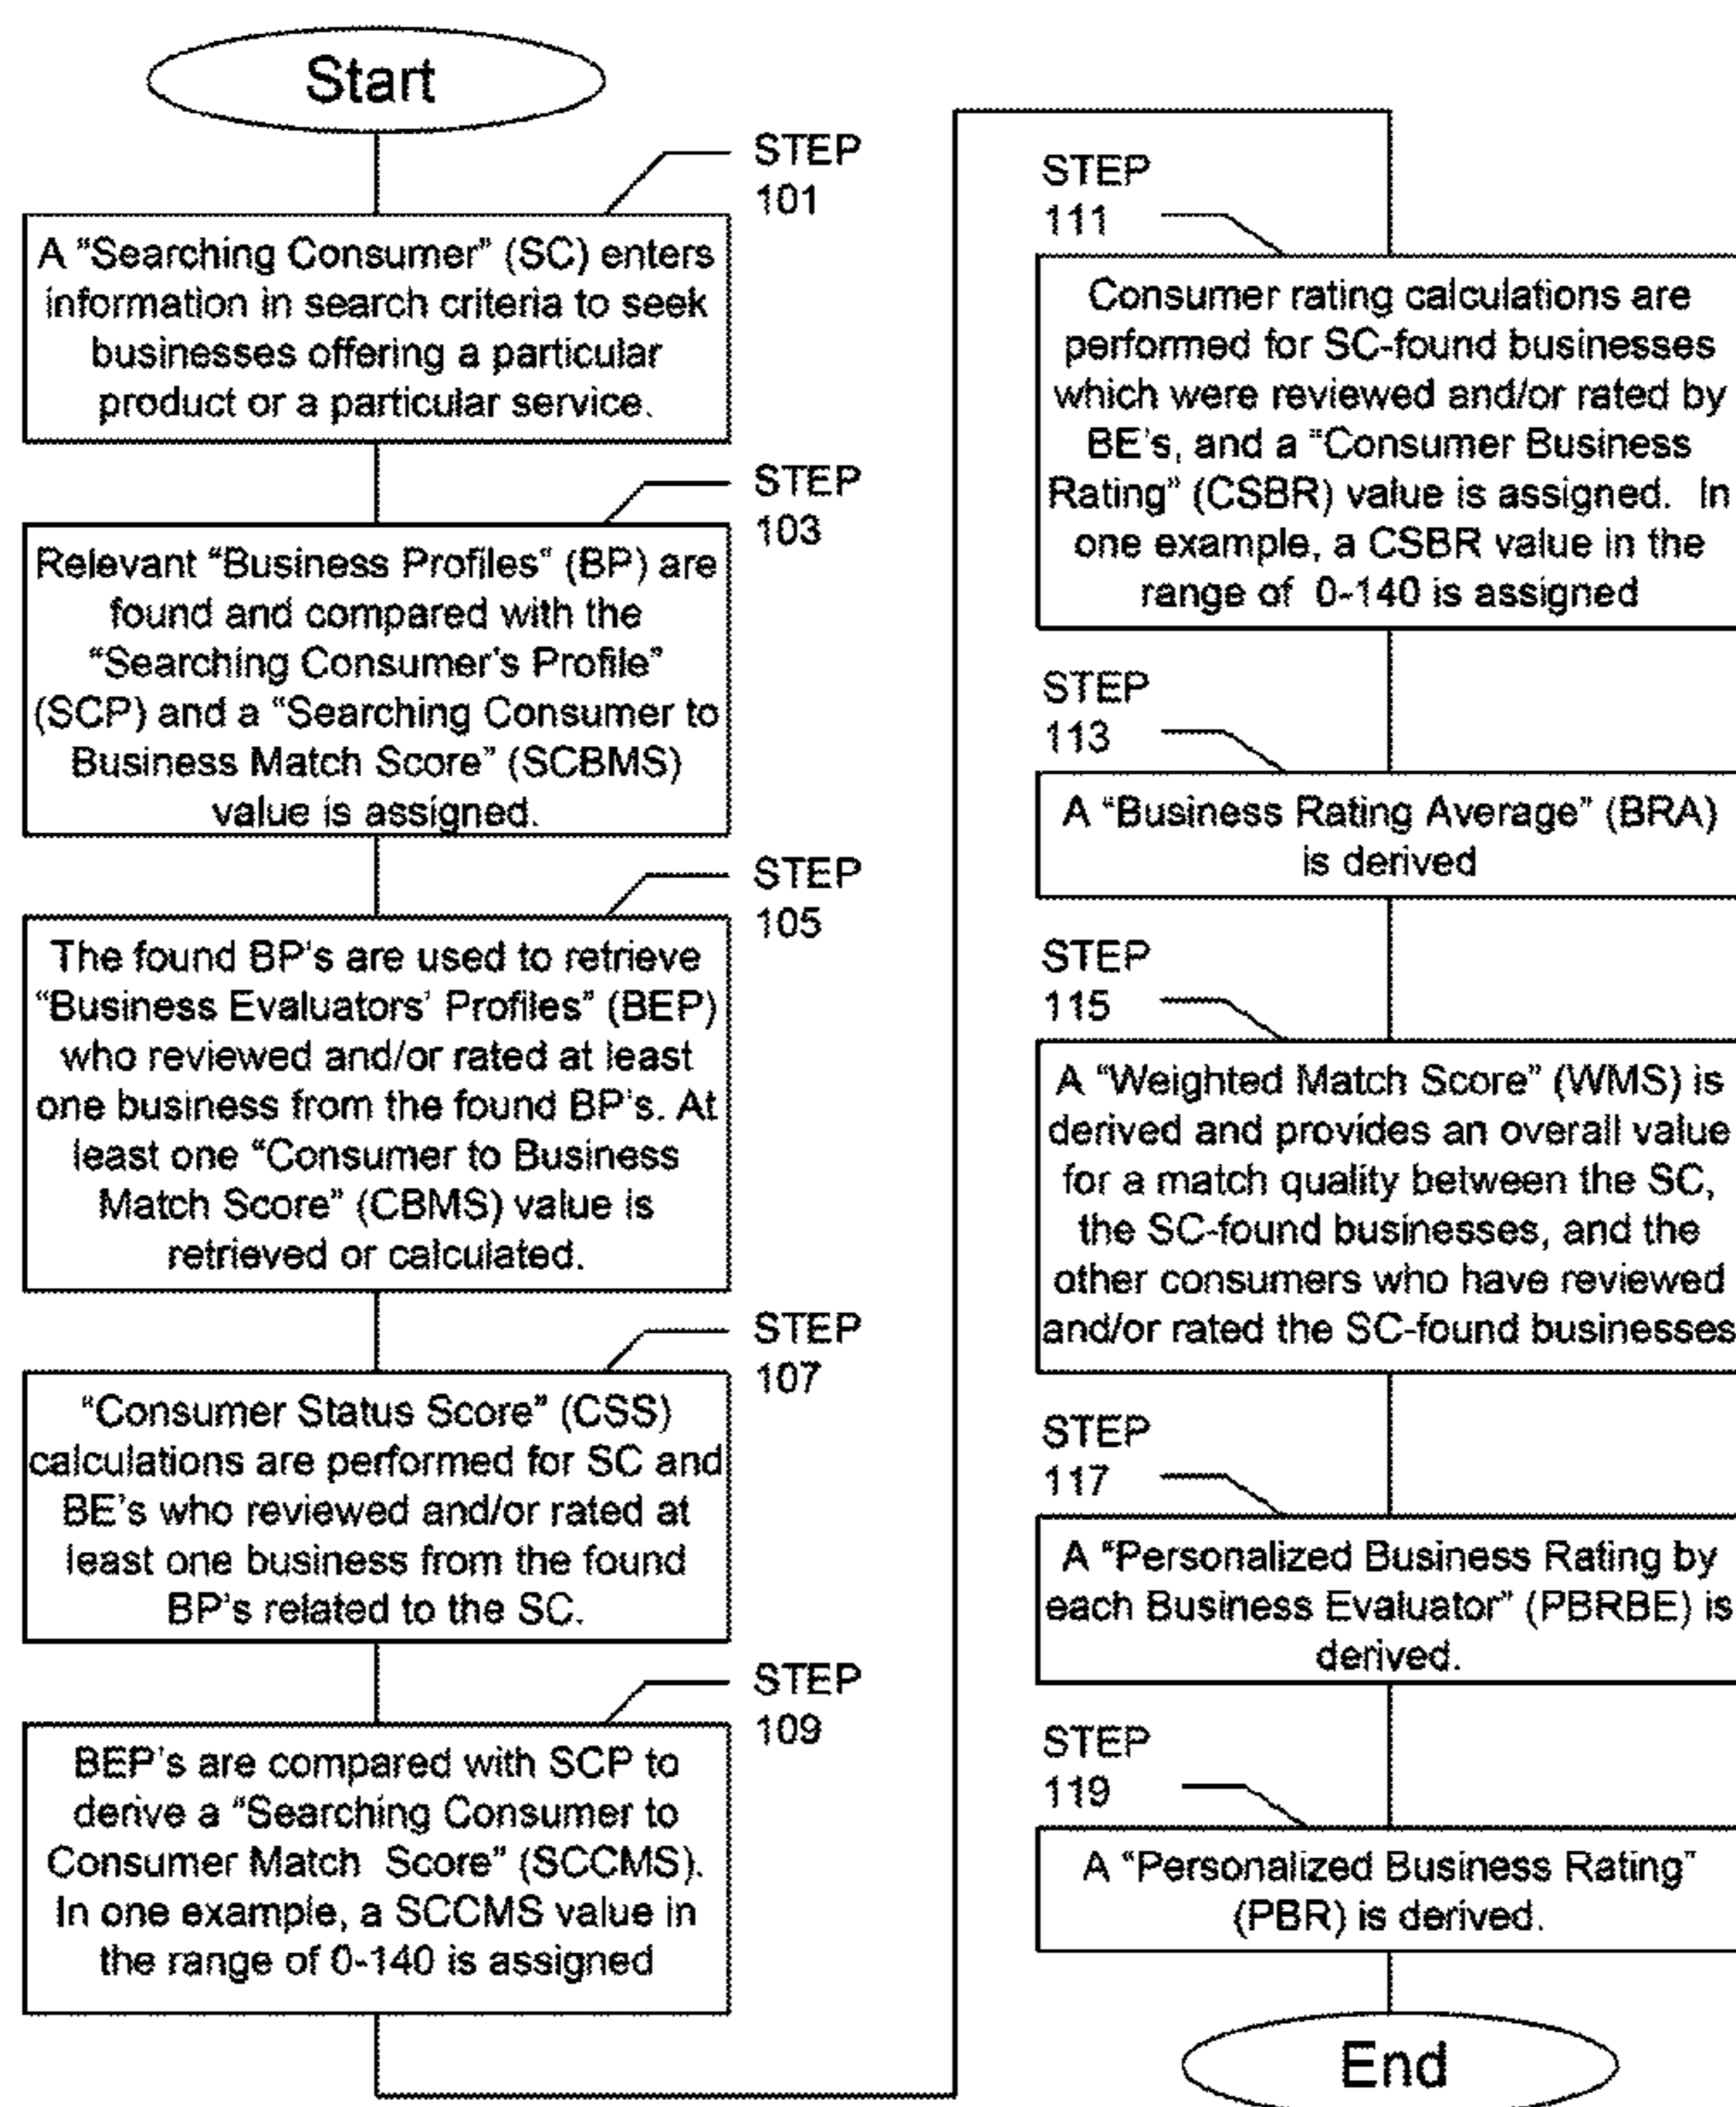 Start
STEP
101
A “Searching Consumer” (SC) enters
information in search criteria to seek
businesses offering a particular
product or a particular service.
STEP
103
Relevant “Business Profiles” (BP) are
found and compared with the
“Searching Consumer's Profile”
(SCP) and a “Searching Consumer to
Business Match Score” (SCBMS)
value is assigned.
STEP
105
The found BP's are used to retrieve
“Business Evaluators' Profiles” (BEP)
who reviewed and/or rated at least
one business from the found BP's. At
least one “Consumer to Business
Match Score” (CBMS) value is
retrieved or calculated.
STEP
107
“Consumer Status Score” (CSS)
calculations are performed for SC and
BE's who reviewed and/or rated at
least one business from the found
BP's related to the SC.
STEP
109
BEP's are compared with SCP to
derive a “Searching Consumer to
Consumer Match Score” (SCCMS).
In one example, a SCCMS value in
the range of 0-140 is assigned
STEP
111
Consumer rating calculations are
performed for SC-found businesses
which were reviewed and/or rated by
BE's, and a “Consumer Business
Rating” (CSBR) value is assigned. In
one example, a CSBR value in the
range of 0-140 is assigned
STEP
113
A “Business Rating Average” (BRA)
is derived
STEP
115
A “Weighted Match Score” (WMS) is
derived and provides an overall value
for a match quality between the SC,
the SC-found businesses, and the
other consumers who have reviewed
and/or rated the SC-found businesses
STEP
117
A “Personalized Business Rating by
each Business Evaluator” (PBRBE) is
derived.
STEP
119
A “Personalized Business Rating”
(PBR) is derived.
End